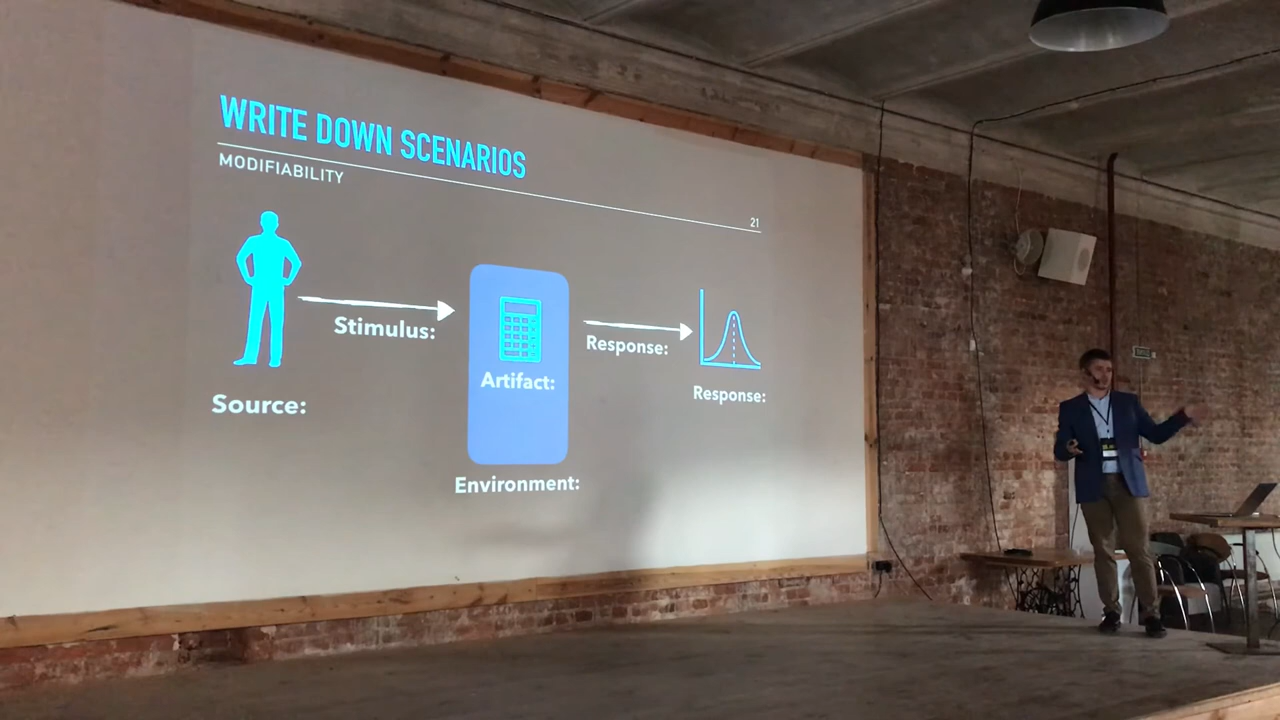 WRITE DOWN SCENARIOS
MODIFIABILITY
21
Stimulus:
Response:
Artifact:
Source:
Response:
Environment: